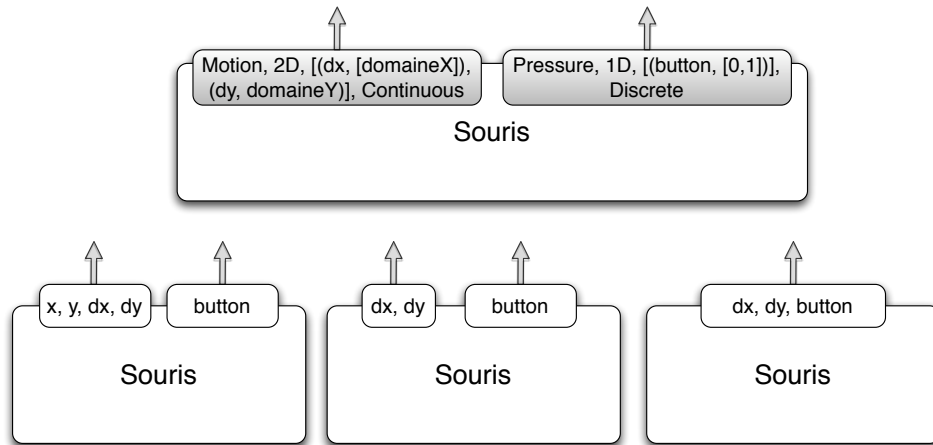 Motion, 2D, [(dx, [domaineX]),
(dy, domaineY)], Continuous
Pressure, 1D, [(button, [0,1])],
Discrete
Souris
x, y, dx, dy
button
Souris
dx, dy
button
Souris
dx, dy, button
Souris